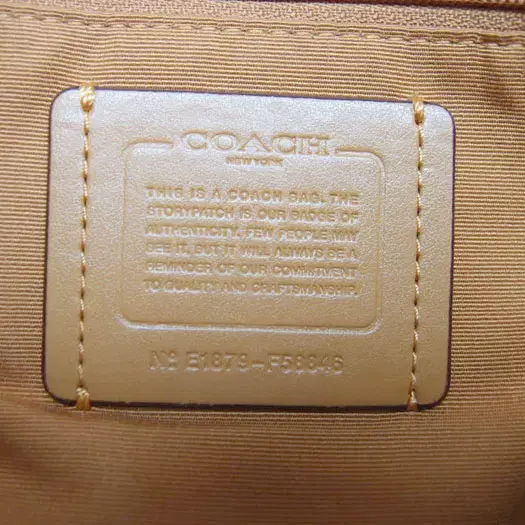 COACH
NEW YORK
THIS IS A COACH BAG. THE
STORYPATCH IS OUR BADGE OF
AUTHENTICITY. FEW PEOPLE MAY
SEE IT, BUT IT WILL ALWAYS BE A
REMINDER OF OUR COMMITMENT
TO QUALITY AND CRAFTSMANSHIP.
Nº E1879-F58846